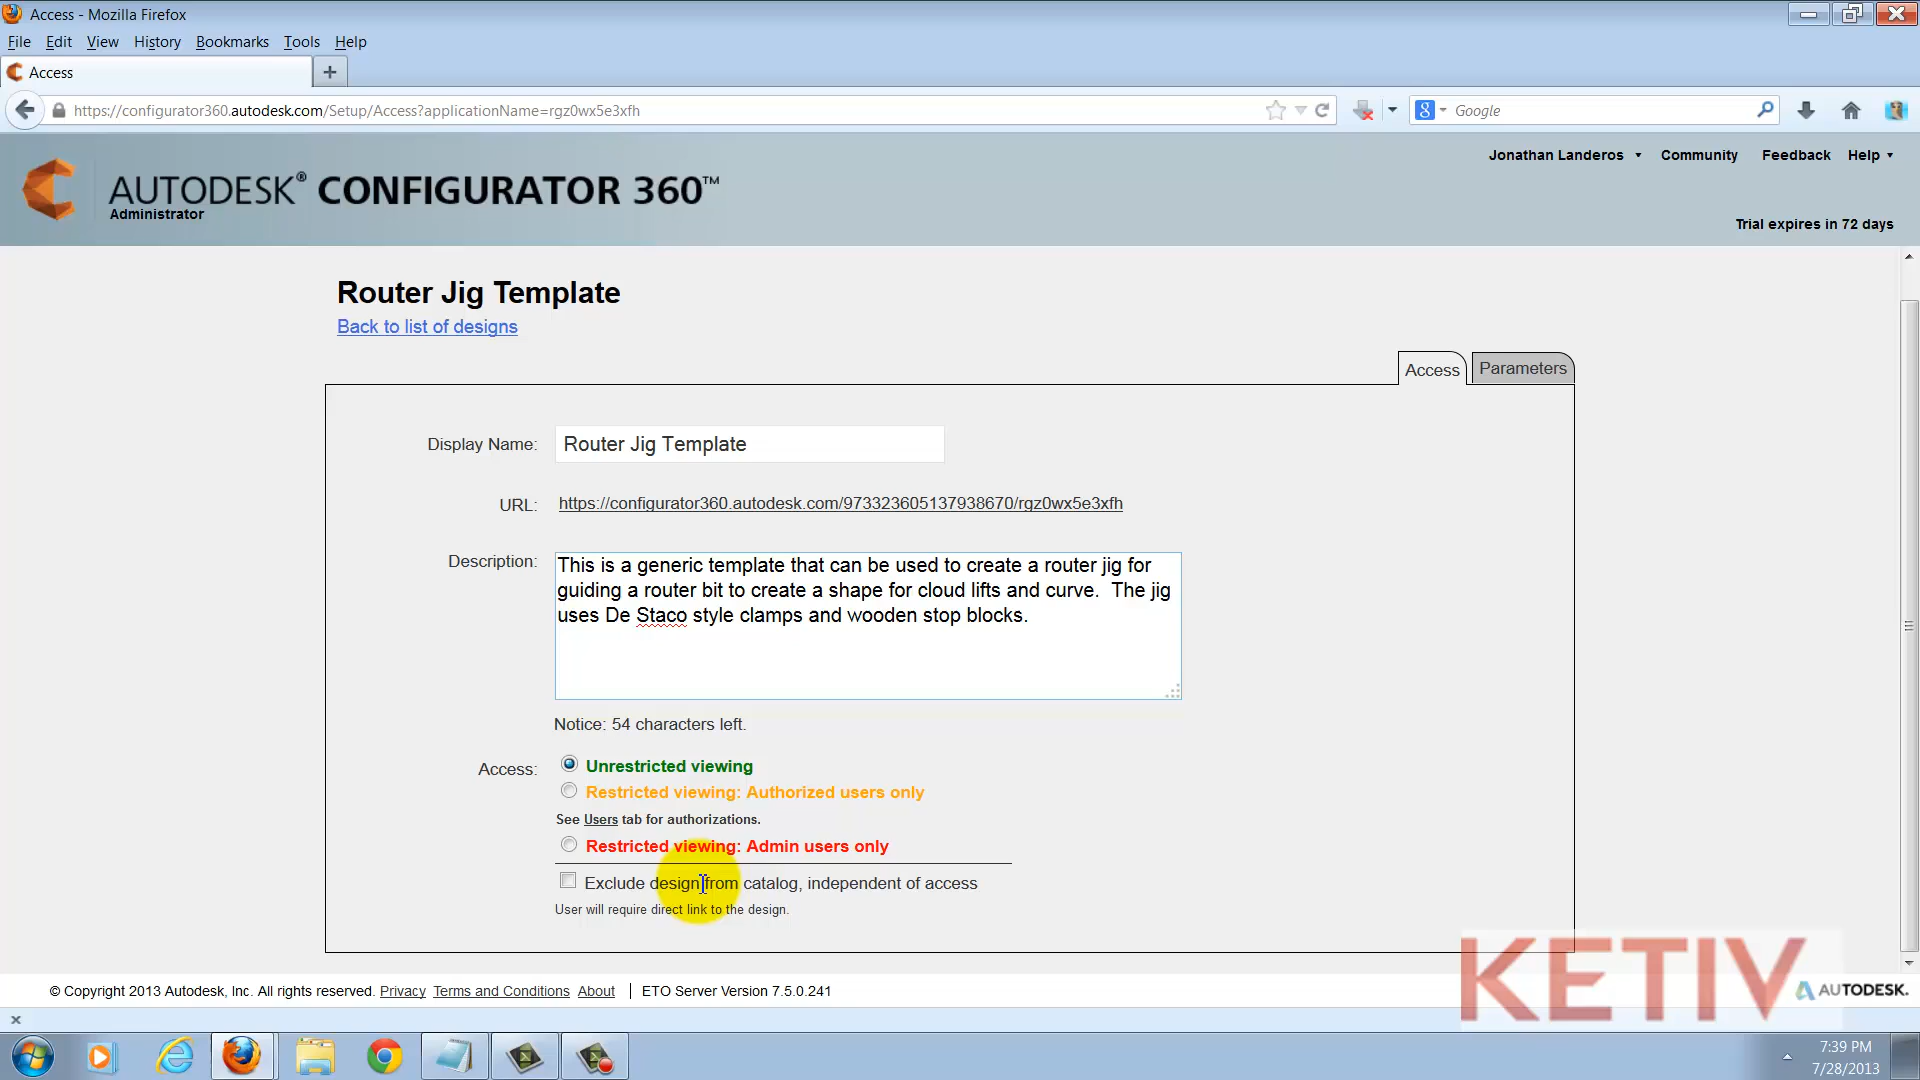 Access - Mozilla Firefox
File Edit View History Bookmarks Tools Help
Access
https://configurator360.autodesk.com/Setup/Access?applicationName=rgz0wx5e3xfh
Google
AUTODESK® CONFIGURATOR 360™
Administrator
Jonathan Landeros Community Feedback Help
Trial expires in 72 days
Router Jig Template
Back to list of designs
Access Parameters
Display Name: Router Jig Template
URL: https://configurator360.autodesk.com/973323605137938670/rgz0wx5e3xfh
Description: This is a generic template that can be used to create a router jig for
guiding a router bit to create a shape for cloud lifts and curve.  The jig
uses De Staco style clamps and wooden stop blocks.
Notice: 54 characters left.
Access: Unrestricted viewing
Restricted viewing: Authorized users only
See Users tab for authorizations.
Restricted viewing: Admin users only
Exclude design from catalog, independent of access
User will require direct link to the design.
KETIV
© Copyright 2013 Autodesk, Inc. All rights reserved. Privacy Terms and Conditions About | ETO Server Version 7.5.0.241
AUTODESK.
7:39 PM
7/28/2013